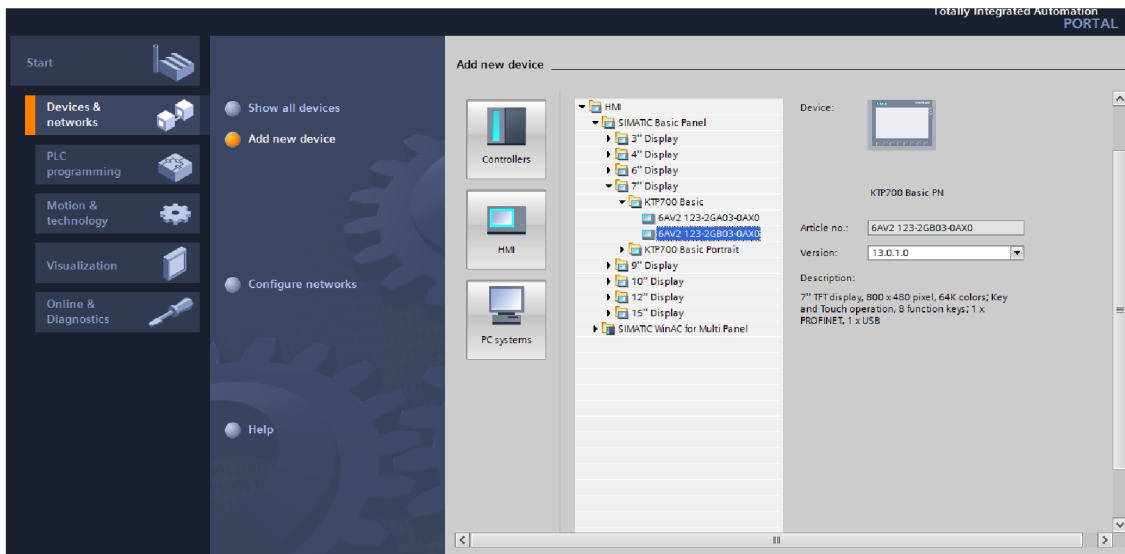 Totally Integrated Automation
PORTAL
Start
Devices &
networks
PLC
programming
Motion &
technology
Visualization
Online &
Diagnostics
Show all devices
Add new device
Configure networks
Help
Add new device
Controllers
HMI
PC systems
HMI
SIMATIC Basic Panel
3'' Display
4'' Display
6'' Display
7'' Display
KTP700 Basic
6AV2 123-2GA03-0AX0
6AV2 123-2GB03-0AX0
KTP700 Basic Portrait
9'' Display
10'' Display
12'' Display
15'' Display
SIMATIC WinAC for Multi Panel
Device:
KTP700 Basic PN
Article no.: 6AV2 123-2GB03-0AX0
Version: 13.0.1.0
Description:
7'' TFT display, 800 x 480 pixel, 64K colors; Key
and Touch operation, 8 function keys; 1 x
PROFINET, 1 x USB